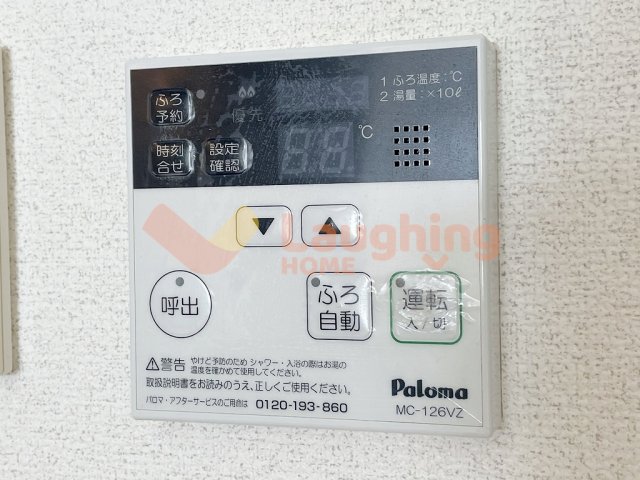 ふろ
予約
優先
1 ふろ温度:℃
2 湯量:×10ℓ
時刻
合せ
設定
確認
℃
Laughing
HOME
呼出
ふろ
自動
運転
入/切
警告 やけど予防のため シャワー・入浴の際はお湯の
温度を確かめて使用してください。
取扱説明書をお読みのうえ、正しくご使用ください。
パロマ・アフターサービスのご用命は 0120-193-860
Paloma
MC-126VZ